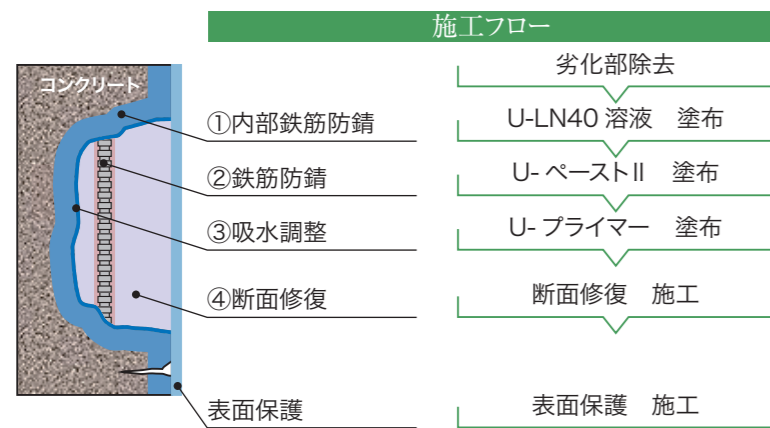 施工フロー
コンクリート
劣化部除去
①内部鉄筋防錆
U-LN40 溶液　塗布
②鉄筋防錆
U- ペーストⅡ　塗布
③吸水調整
U- プライマー　塗布
④断面修復
断面修復　施工
表面保護
表面保護　施工